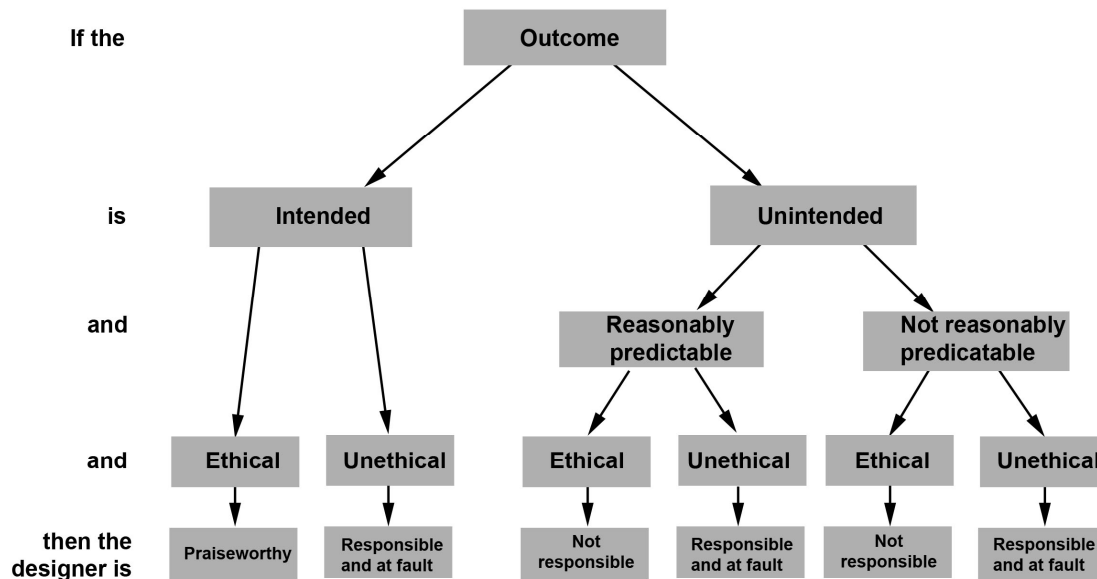 If the
Outcome
is
Intended
Unintended
and
Reasonably
predictable
Not reasonably
predicatable
and
Ethical
Unethical
Ethical
Unethical
Ethical
Unethical
then the
designer is
Praiseworthy
Responsible
and at fault
Not
responsible
Responsible
and at fault
Not
responsible
Responsible
and at fault